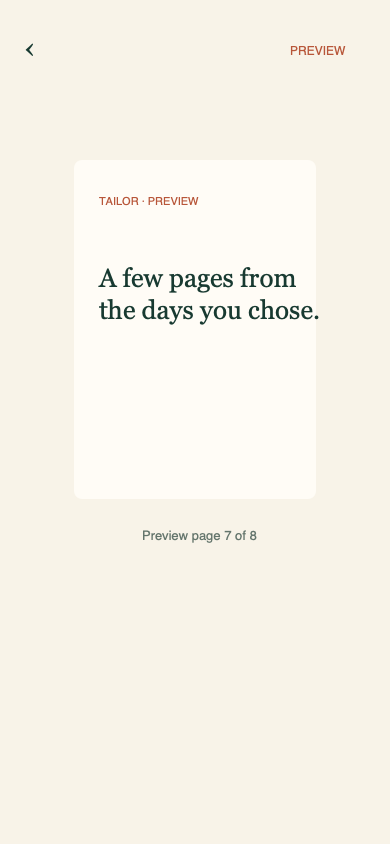 PREVIEW
TAILOR · PREVIEW
A few pages from
the days you chose.
Preview page 7 of 8